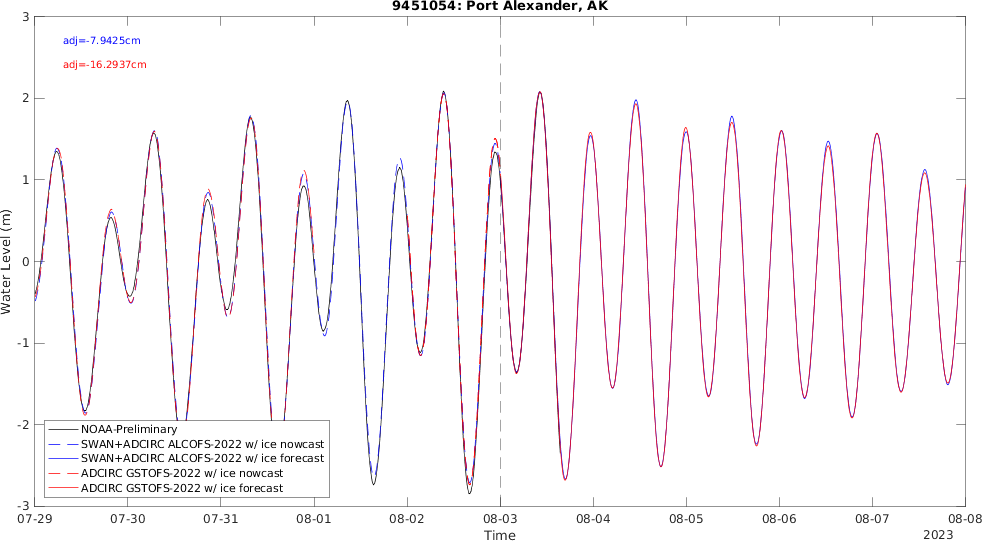 9451054: Port Alexander, AK
adj=-7.9425cm
adj=-16.2937cm
Water Level (m)
3
2
1
0
-1
-2
-3
NOAA-Preliminary
SWAN+ADCIRC ALCOFS-2022 w/ ice nowcast
SWAN+ADCIRC ALCOFS-2022 w/ ice forecast
ADCIRC GSTOFS-2022 w/ ice nowcast
ADCIRC GSTOFS-2022 w/ ice forecast
07-29 07-30 07-31 08-01 08-02 08-03 08-04 08-05 08-06 08-07 08-08
Time
2023